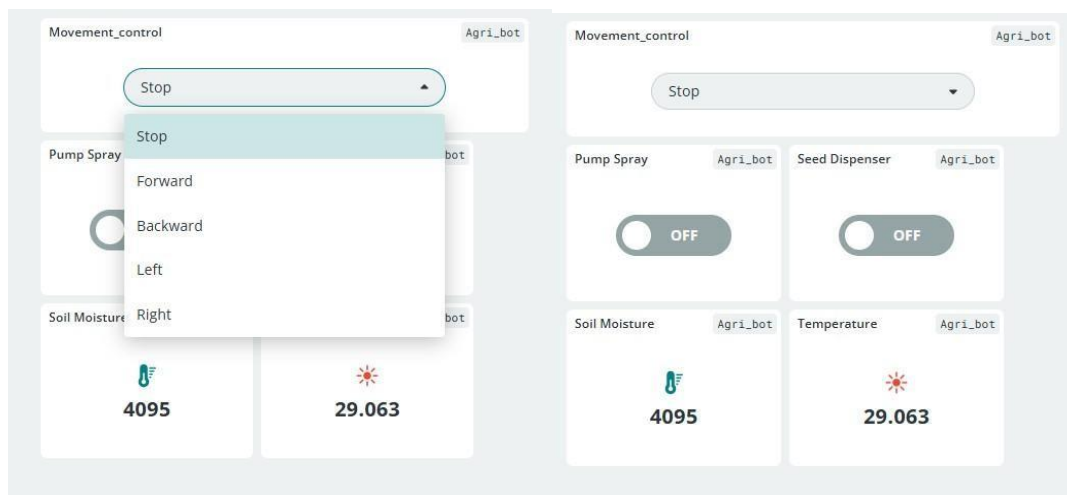 Movement_control Agri_bot
Stop
Stop
Pump Spray bot
Forward
Backward
Left
Soil Moisture Right bot
4095 29.063
Movement_control Agri_bot
Stop
Pump Spray Agri_bot Seed Dispenser Agri_bot
OFF OFF
Soil Moisture Agri_bot Temperature Agri_bot
4095 29.063